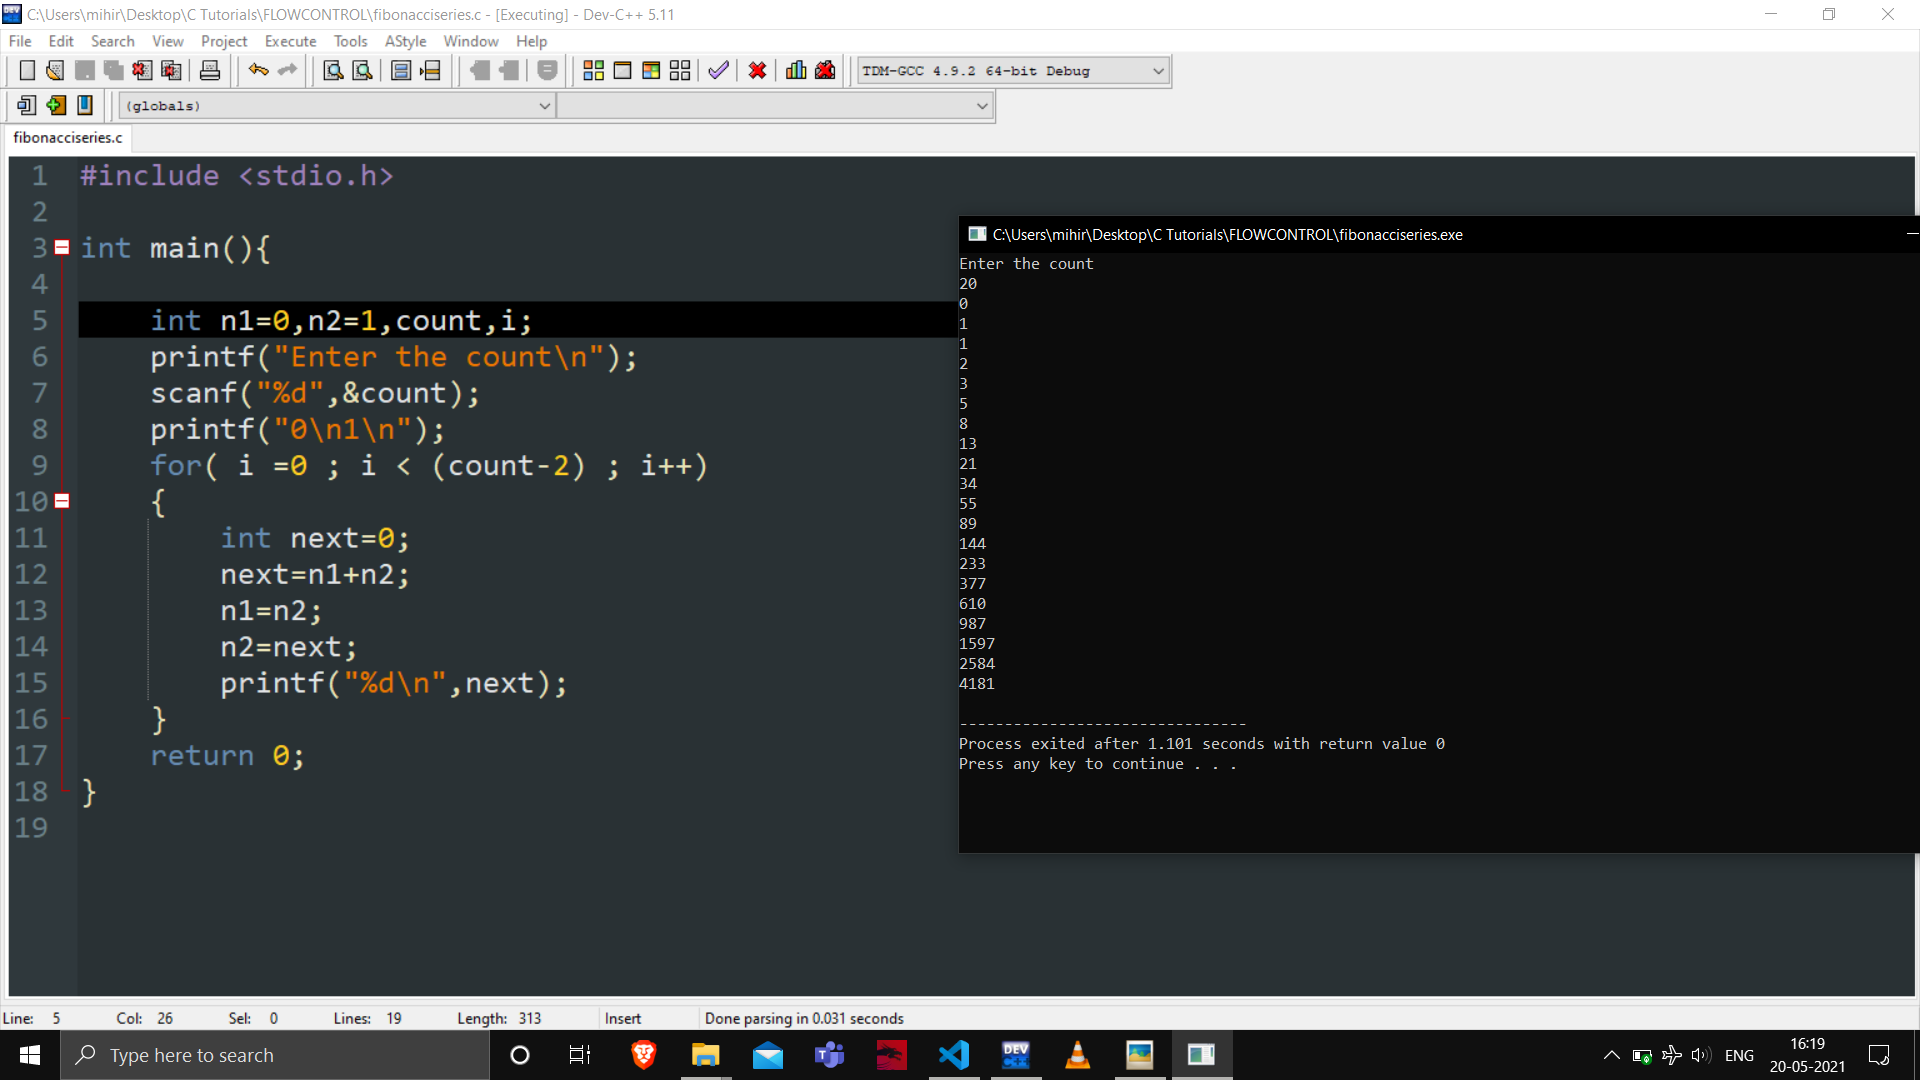 C:\Users\mihir\Desktop\C Tutorials\FLOWCONTROL\fibonacciseries.c - [Executing] - Dev-C++ 5.11
File Edit Search View Project Execute Tools AStyle Window Help
TDM-GCC 4.9.2 64-bit Debug
(globals)
fibonacciseries.c
1 #include <stdio.h>
2
3 int main(){
4
5 int n1=0,n2=1,count,i;
6 printf("Enter the count\n");
7 scanf("%d",&count);
8 printf("0\n1\n");
9 for( i =0 ; i < (count-2) ; i++)
10 {
11 int next=0;
12 next=n1+n2;
13 n1=n2;
14 n2=next;
15 printf("%d\n",next);
16 }
17 return 0;
18 }
19
C:\Users\mihir\Desktop\C Tutorials\FLOWCONTROL\fibonacciseries.exe
Enter the count
20
0
1
1
2
3
5
8
13
21
34
55
89
144
233
377
610
987
1597
2584
4181
--------------------------------
Process exited after 1.101 seconds with return value 0
Press any key to continue . . .
Line: 5 Col: 26 Sel: 0 Lines: 19 Length: 313 Insert Done parsing in 0.031 seconds
Type here to search
DEV
ENG
16:19
20-05-2021